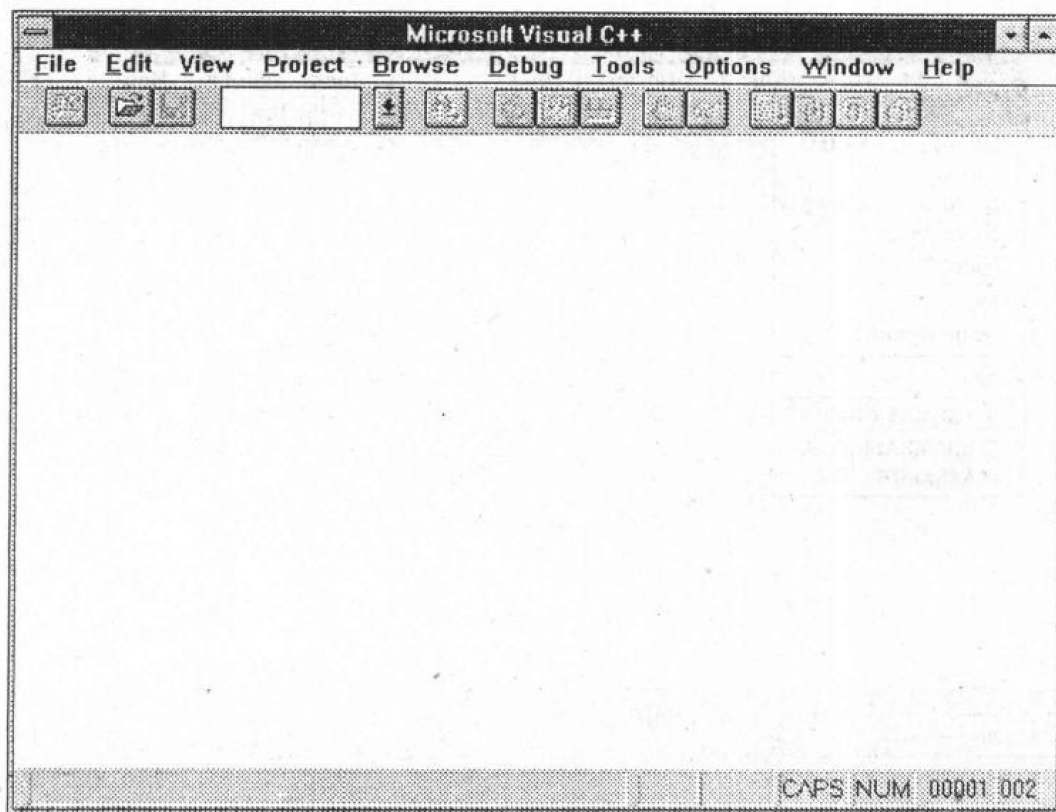 Microsoft Visual C++
File Edit View Project Browse Debug Tools Options Window Help
CAPS NUM 00001 002